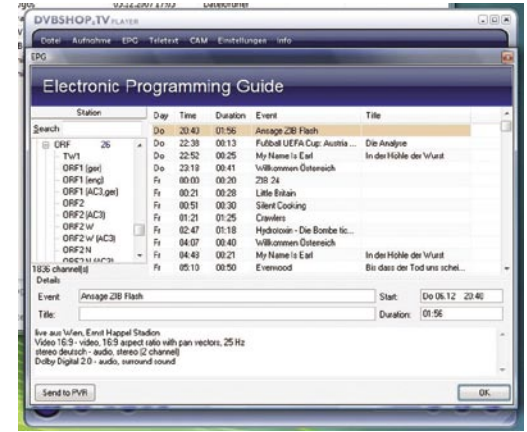 03.12.2007 17:03 Dateiordner
DVBSHOP.TV PLAYER
Datei Aufnahme EPG Teletext CAM Einstellungen Info
EPG
Electronic Programming Guide
Station Day Time Duration Event Title
Search
Do 20:40 01:56 Ansage ZIB Flash
ORF 26 Do 22:38 00:13 Fußball UEFA Cup: Austria ... Die Analyse
TW1 Do 22:52 00:25 My Name Is Earl In der Höhle der Wurst
ORF1 (ger) Do 23:18 00:41 Willkommen Österreich
ORF1 (eng) Fr 00:00 00:20 ZIB 24
ORF1 (AC3,ger) Fr 00:21 00:28 Little Britain
ORF2 Fr 00:51 00:30 Silent Cooking
ORF2 (AC3) Fr 01:21 01:25 Crawlers
ORF2 W Fr 02:47 01:18 Hydrotoxin - Die Bombe tic...
ORF2 W (AC3) Fr 04:07 00:40 Willkommen Österreich
ORF2 N Fr 04:48 00:21 My Name Is Earl In der Höhle der Wurst
ORF2 N (AC3) Fr 05:10 00:50 Evermood Bis dass der Tod uns schei...
1836 channel(s)
Details
Event: Ansage ZIB Flash Start: Do 06.12 20:40
Title: Duration: 01:56
live aus Wien, Ernst Happel Stadion
Video 16:9 - video, 16:9 aspect ratio with pan vectors, 25 Hz
stereo deutsch - audio, stereo (2 channel)
Dolby Digital 2.0 - audio, surround sound
Send to PVR OK